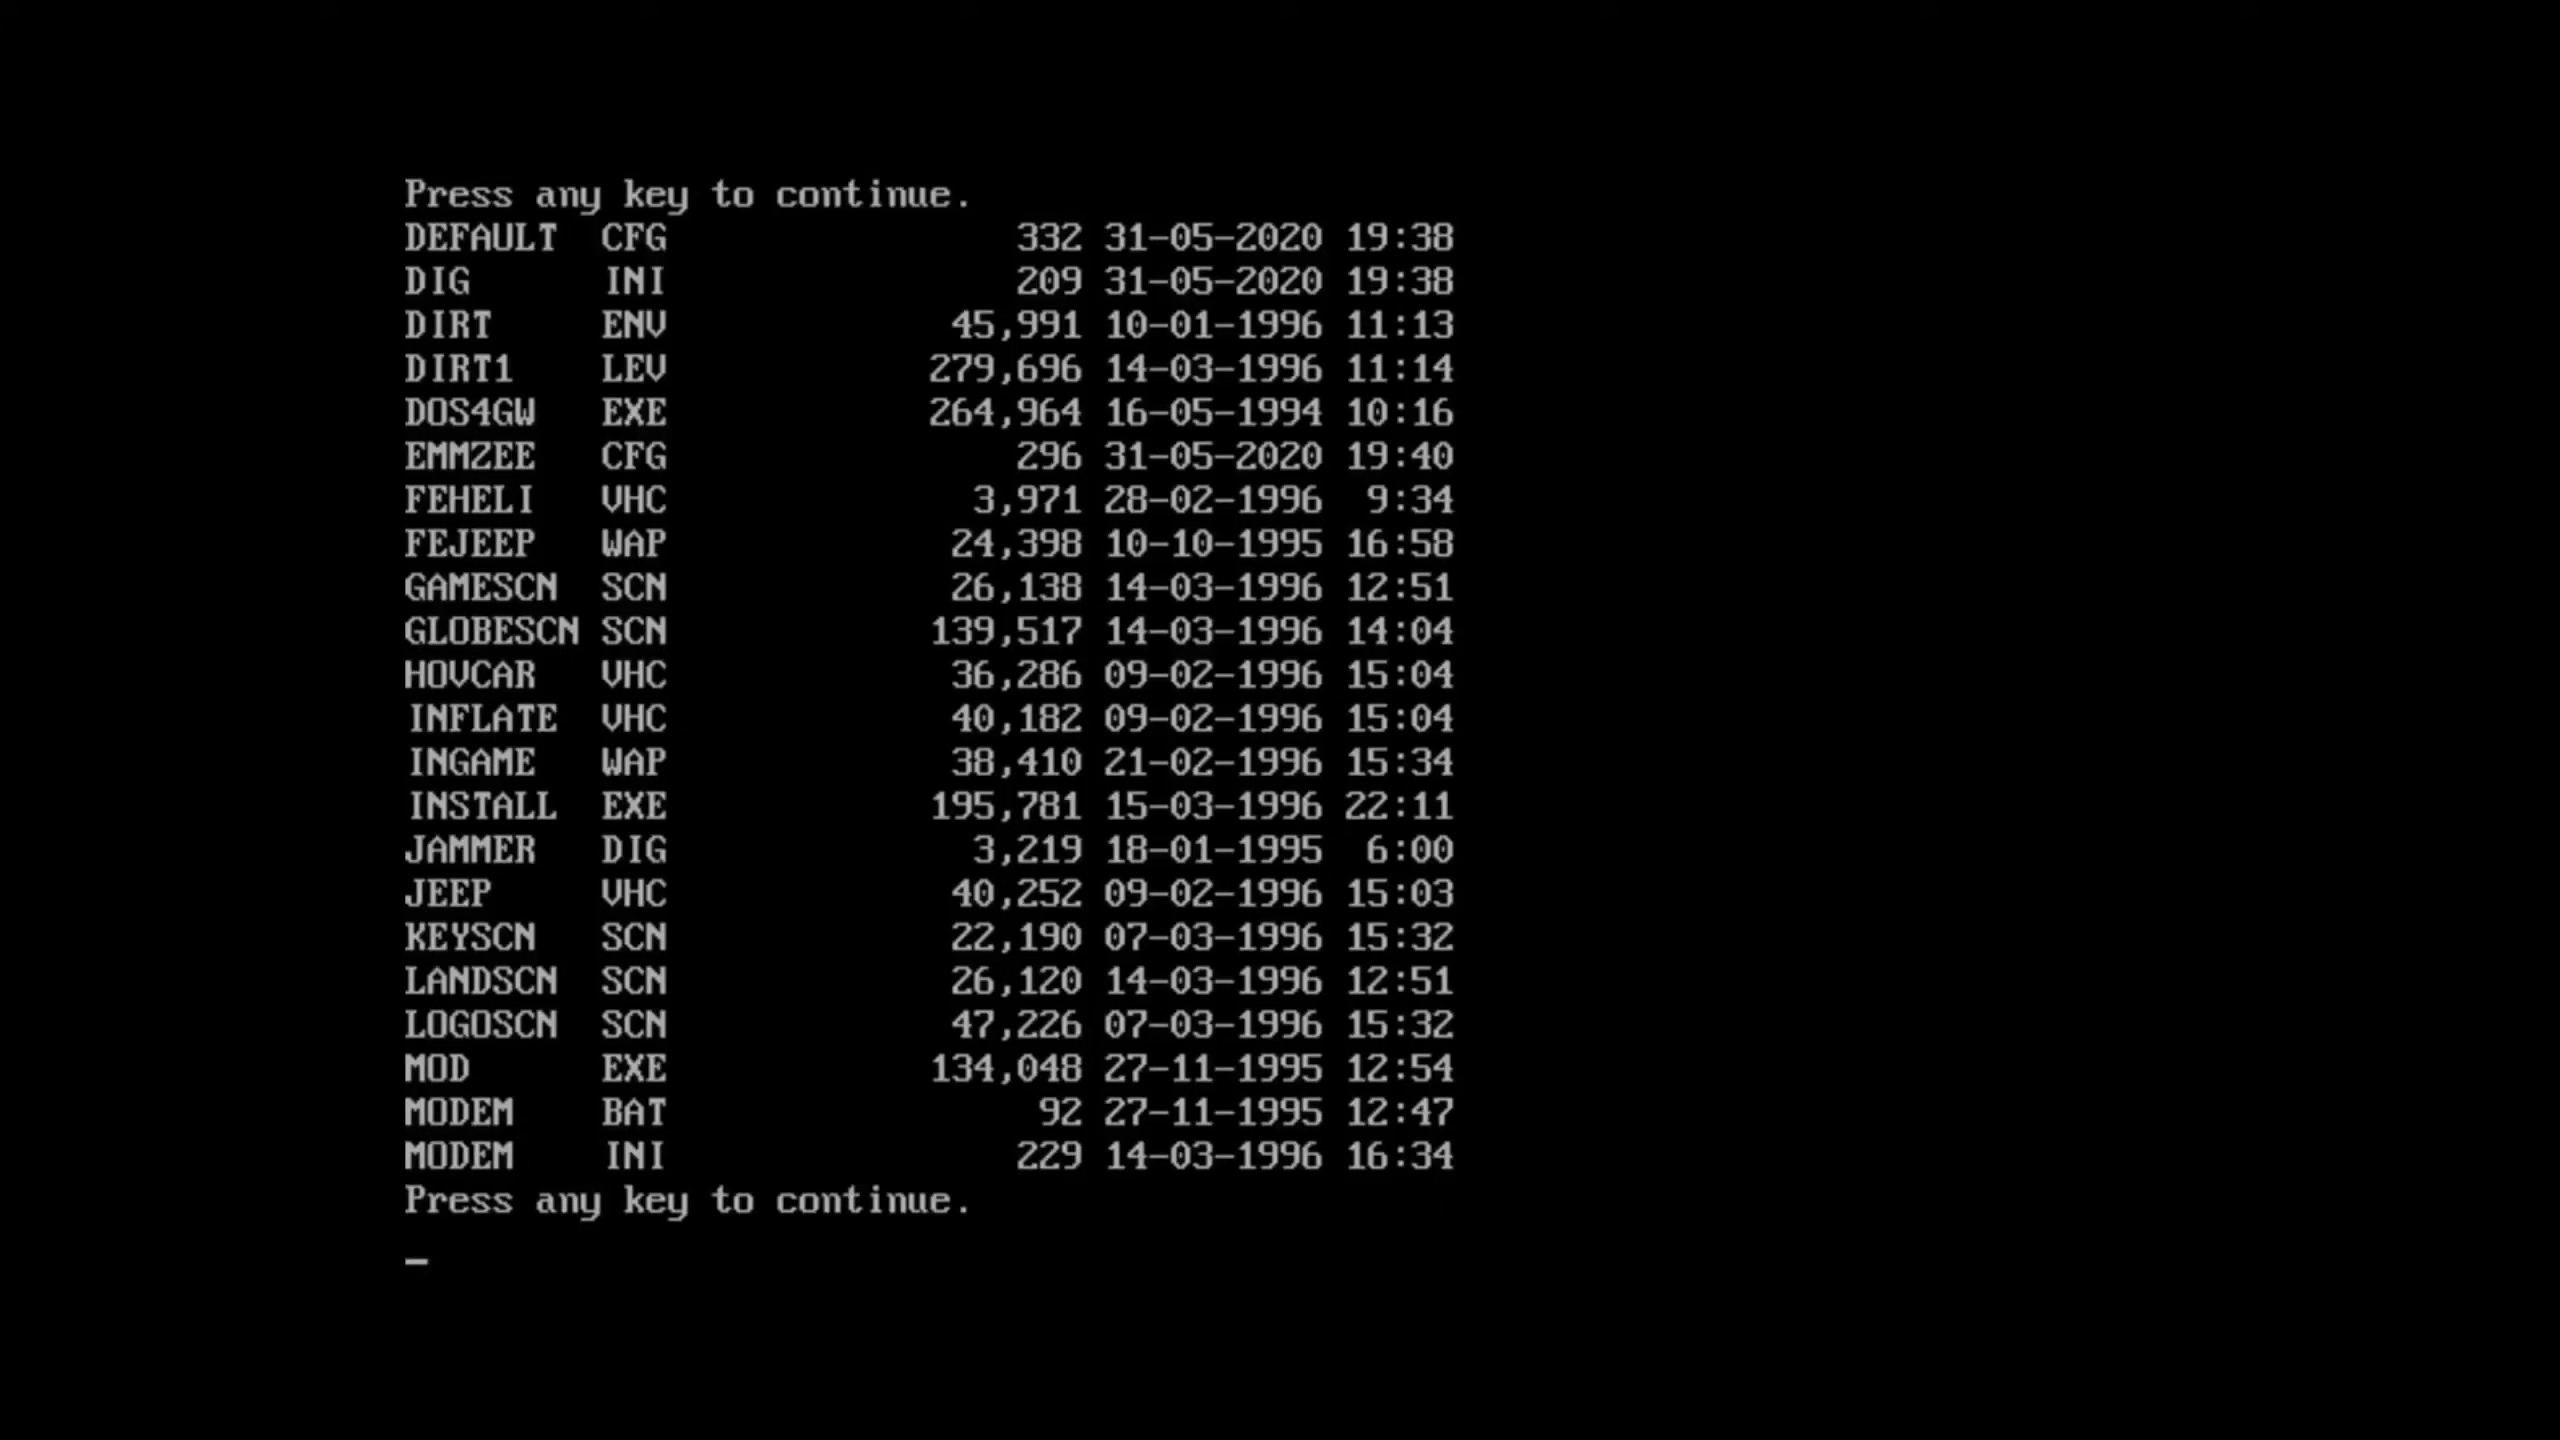 Press any key to continue.
DEFAULT  CFG                332 31-05-2020 19:38
DIG      INI                209 31-05-2020 19:38
DIRT     ENV             45,991 10-01-1996 11:13
DIRT1    LEV            279,696 14-03-1996 11:14
DOS4GW   EXE            264,964 16-05-1994 10:16
EMMZEE   CFG                296 31-05-2020 19:40
FEHELI   VHC              3,971 28-02-1996  9:34
FEJEEP   WAP             24,398 10-10-1995 16:58
GAMESCN  SCN             26,138 14-03-1996 12:51
GLOBESCN SCN            139,517 14-03-1996 14:04
HOVCAR   VHC             36,286 09-02-1996 15:04
INFLATE  VHC             40,182 09-02-1996 15:04
INGAME   WAP             38,410 21-02-1996 15:34
INSTALL  EXE            195,781 15-03-1996 22:11
JAMMER   DIG              3,219 18-01-1995  6:00
JEEP     VHC             40,252 09-02-1996 15:03
KEYSCN   SCN             22,190 07-03-1996 15:32
LANDSCN  SCN             26,120 14-03-1996 12:51
LOGOSCN  SCN             47,226 07-03-1996 15:32
MOD      EXE            134,048 27-11-1995 12:54
MODEM    BAT                 92 27-11-1995 12:47
MODEM    INI                229 14-03-1996 16:34
Press any key to continue.
_